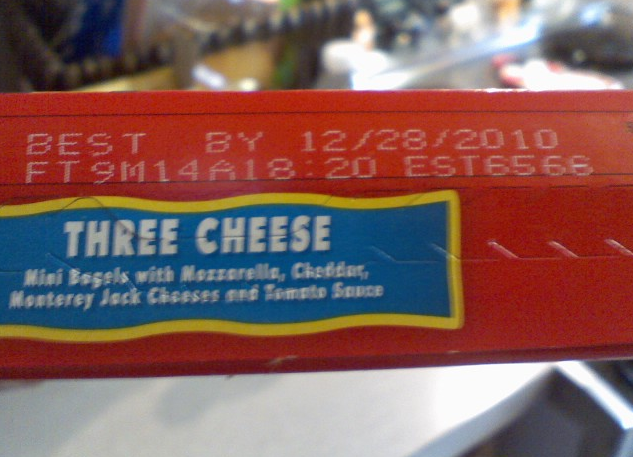 BEST BY 12/28/2010
FT9M14A18:20 EST6568
THREE CHEESE
Mini Bagels with Mozzarella, Cheddar,
Monterey Jack Cheeses and Tomato Sauce